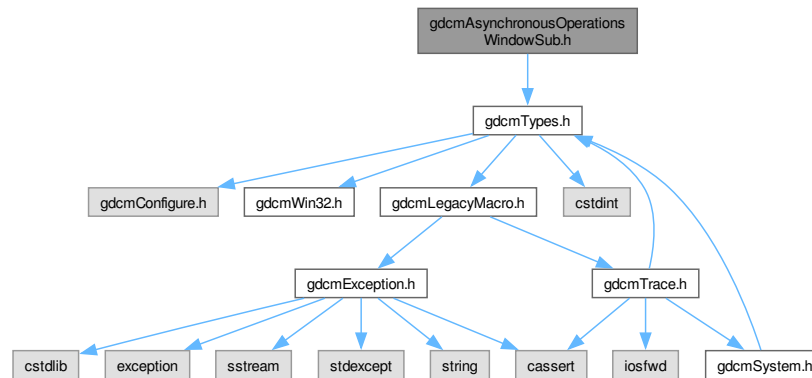 gdcmAsynchronousOperations
WindowSub.h
gdcmTypes.h
gdcmConfigure.h
gdcmWin32.h
gdcmLegacyMacro.h
cstdint
gdcmException.h
gdcmTrace.h
cstdlib
exception
sstream
stdexcept
string
cassert
iosfwd
gdcmSystem.h